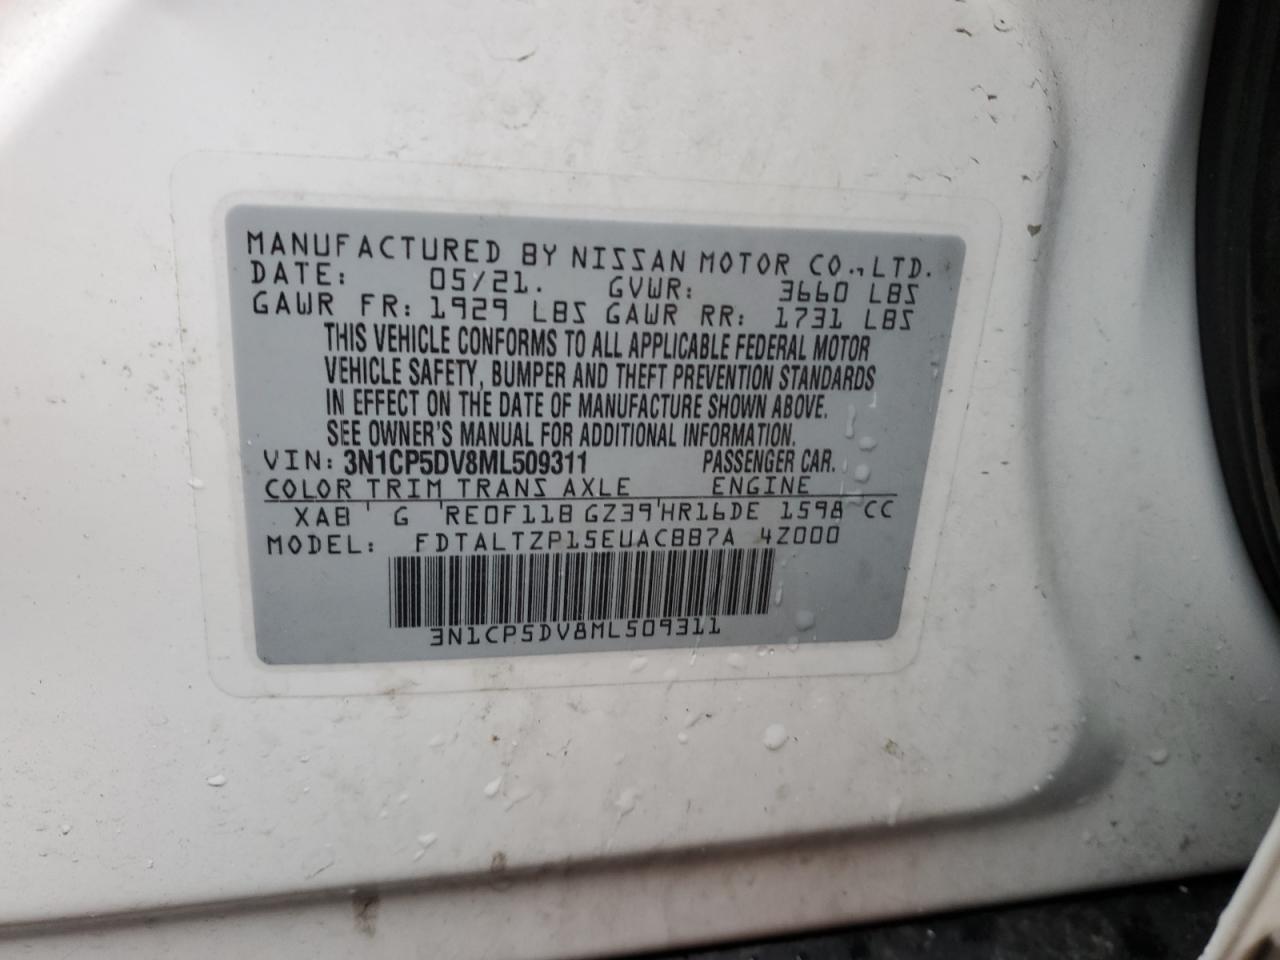 MANUFACTURED BY NISSAN MOTOR CO., LTD.
DATE: 05/21. GVWR: 3660 LBS
GAWR FR: 1929 LBS GAWR RR: 1731 LBS
THIS VEHICLE CONFORMS TO ALL APPLICABLE FEDERAL MOTOR
VEHICLE SAFETY, BUMPER AND THEFT PREVENTION STANDARDS
IN EFFECT ON THE DATE OF MANUFACTURE SHOWN ABOVE.
SEE OWNER'S MANUAL FOR ADDITIONAL INFORMATION.
VIN: 3N1CP5DV8ML509311 PASSENGER CAR.
COLOR TRIM TRANS AXLE ENGINE
XAB ' G 'RE0F11B GZ39'HR16DE 1598 CC
MODEL: FDTALTZP15EUACBB7A 4Z000
3N1CP5DV8ML509311